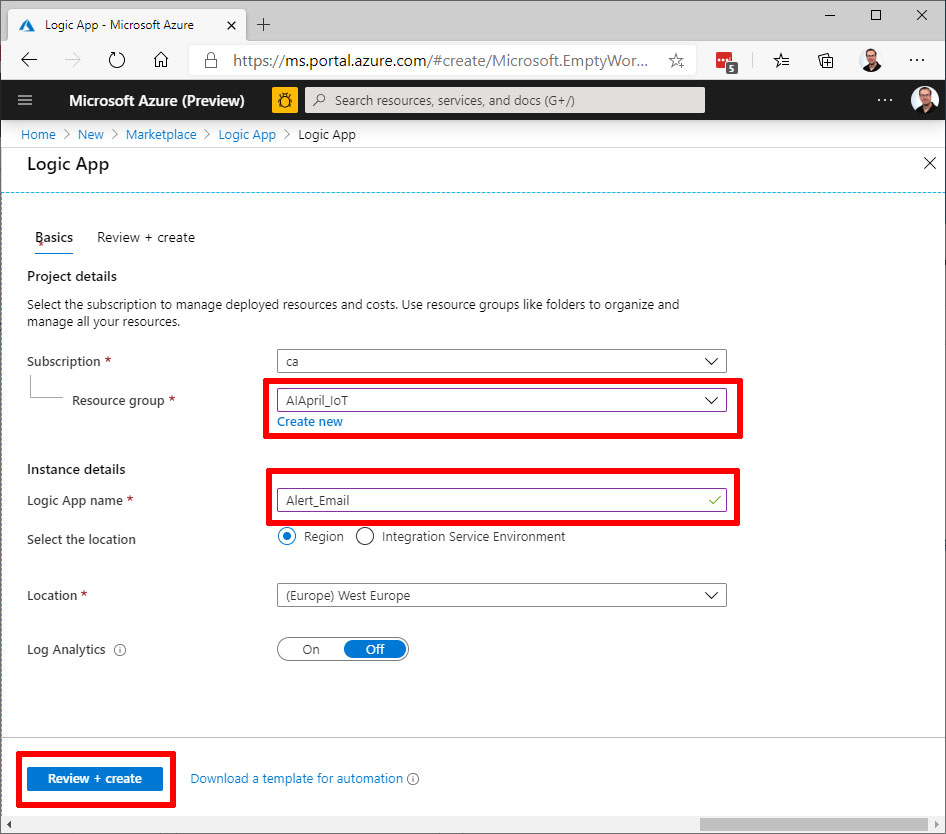 Logic App - Microsoft Azure
https://ms.portal.azure.com/#create/Microsoft.EmptyWor...
5
Microsoft Azure (Preview)
Search resources, services, and docs (G+/)
Home > New > Marketplace > Logic App > Logic App
Logic App
Basics Review + create
Project details
Select the subscription to manage deployed resources and costs. Use resource groups like folders to organize and
manage all your resources.
Subscription * ca
Resource group * AIApril_IoT
Create new
Instance details
Logic App name * Alert_Email
Select the location Region Integration Service Environment
Location * (Europe) West Europe
Log Analytics On Off
Review + create Download a template for automation